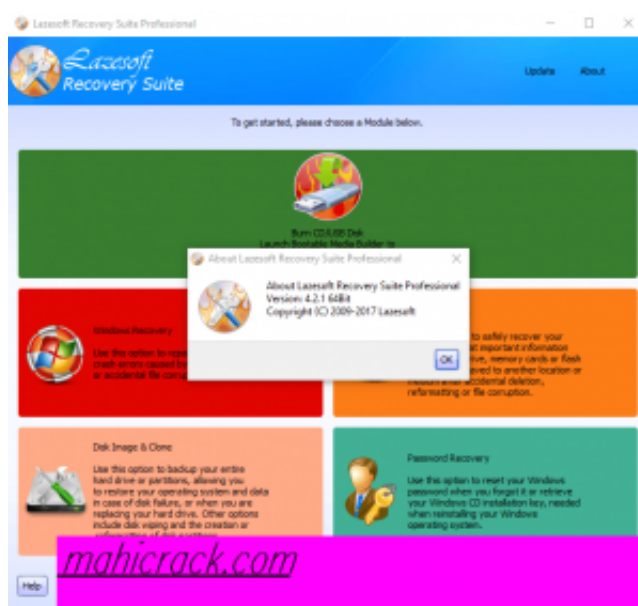 Lazesoft Recovery Suite Professional
Lazesoft
Recovery Suite
Update About
To get started, please choose a Module below.
Burn CD/USB Disk
Launch Bootable Media Builder to
About Lazesoft Recovery Suite Professional
About Lazesoft Recovery Suite Professional
Version: 4.2.1 64Bit
Copyright (C) 2009-2017 Lazesoft
OK
Windows Recovery
Use this option to
crash errors caused by
or accidental file
to safely recover your
important information
memory cards or flash
to another location or
accidental deletion,
reformatting or file corruption.
Disk Image & Clone
Use this option to backup your entire
hard drive or partitions, allowing you
to restore your operating system and data
in case of disk failure, or when you are
replacing your hard drive. Other options
include disk wiping and the creation or
Password Recovery
Use this option to reset your Windows
password when you forget it or retrieve
your Windows CD installation key, needed
when reinstalling your Windows
operating system.
mahicrack.com
Help